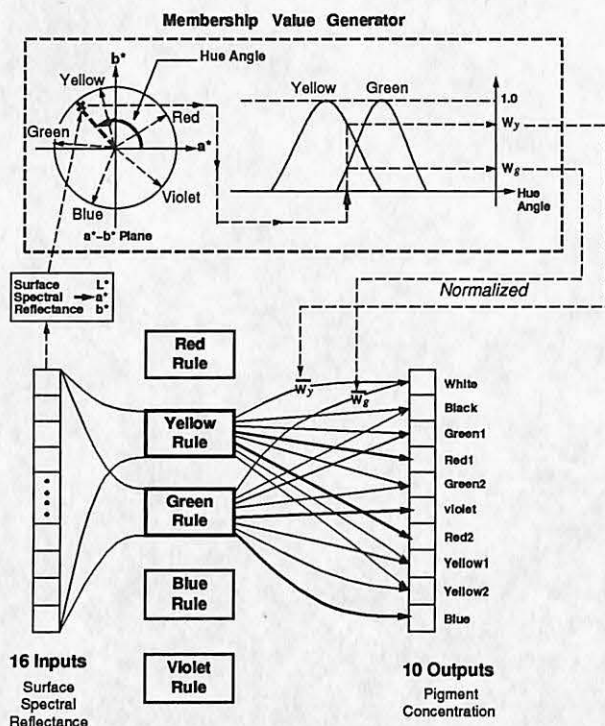 Membership Value Generator
b*
Hue Angle
Yellow
Red
Green
a*
Blue
Violet
a*-b* Plane
Yellow
Green
1.0
Wy
Wg
Hue
Angle
Surface L*
Spectral a*
Reflectance b*
Normalized
Red
Rule
Yellow
Rule
Green
Rule
Blue
Rule
Violet
Rule
Wy
Wg
White
Black
Green1
Red1
Green2
violet
Red2
Yellow1
Yellow2
Blue
16 Inputs
Surface
Spectral
Reflectance
10 Outputs
Pigment
Concentration